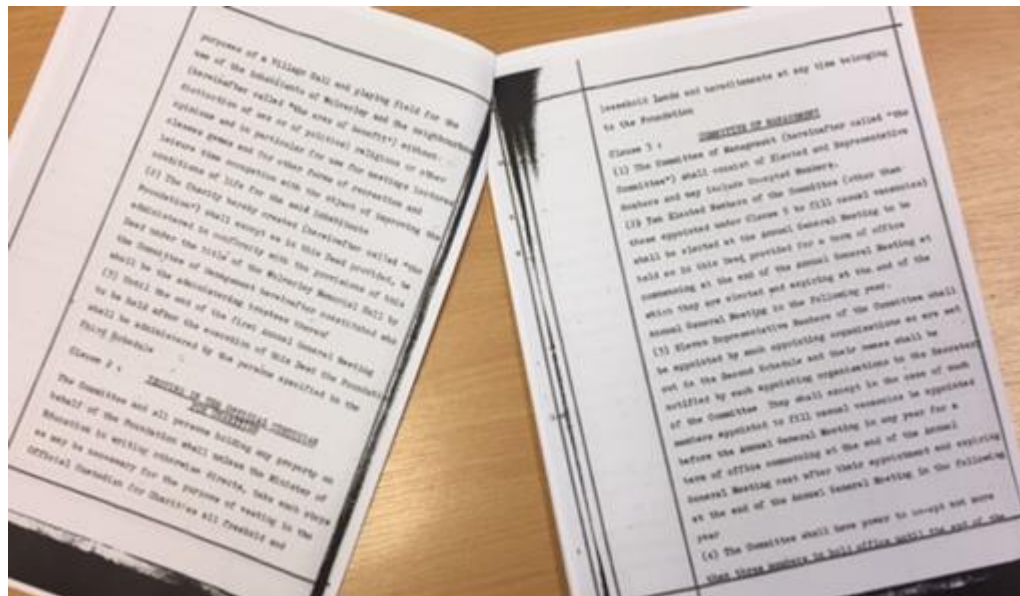 purposes of a Village Hall and playing field for the
use of the inhabitants of Wolverley and the neighbourhood
(hereinafter called "the area of benefit") without
distinction of sex or of political religious or other
opinions and in particular for use for meetings lectures
classes games and for other forms of recreation and
leisure time occupation with the object of improving the
conditions of life for the said inhabitants
(2) The Charity hereby created (hereinafter called "the
Foundation") shall except as in this Deed provided, be
administered in conformity with the provisions of this
Deed under the title of the Wolverley Memorial Hall by
the Committee of Management hereinafter constituted who
shall be the administering trustees thereof
(3) Until the end of the first Annual General Meeting
to be held after the execution of this Deed the Foundation
shall be administered by the persons specified in the
Third Schedule
Clause 2 : VESTING IN THE OFFICIAL CUSTODIAN
FOR CHARITIES
The Committee and all persons holding any property on
behalf of the Foundation shall unless the Minister of
Education in writing otherwise directs, take such steps
as may be necessary for the purpose of vesting in the
Official Custodian for Charities all freehold and
leasehold lands and hereditaments at any time belonging
to the Foundation
COMMITTEE OF MANAGEMENT
Clause 3 :
(1) The Committee of Management (hereinafter called "the
Committee") shall consist of Elected and Representative
Members and may include Co-opted Members.
(2) Ten Elected Members of the Committee (other than
those appointed under Clause 5 to fill casual vacancies)
shall be elected at the Annual General Meeting to be
held as in this Deed provided for a term of office
commencing at the end of the Annual General Meeting at
which they are elected and expiring at the end of the
Annual General Meeting in the following year.
(3) Eleven Representative Members of the Committee shall
be appointed by each appointing organisations as are set
out in the Second Schedule and their names shall be
notified by each appointing organisations to the Secretary
of the Committee They shall except in the case of such
members appointed to fill casual vacancies be appointed
before the Annual General Meeting in any year for a
term of office commencing at the end of the Annual
General Meeting next after their appointment and expiring
at the end of the Annual General Meeting in the following
year
(4) The Committee shall have power to co-opt not more
than three members to hold office until the end of the